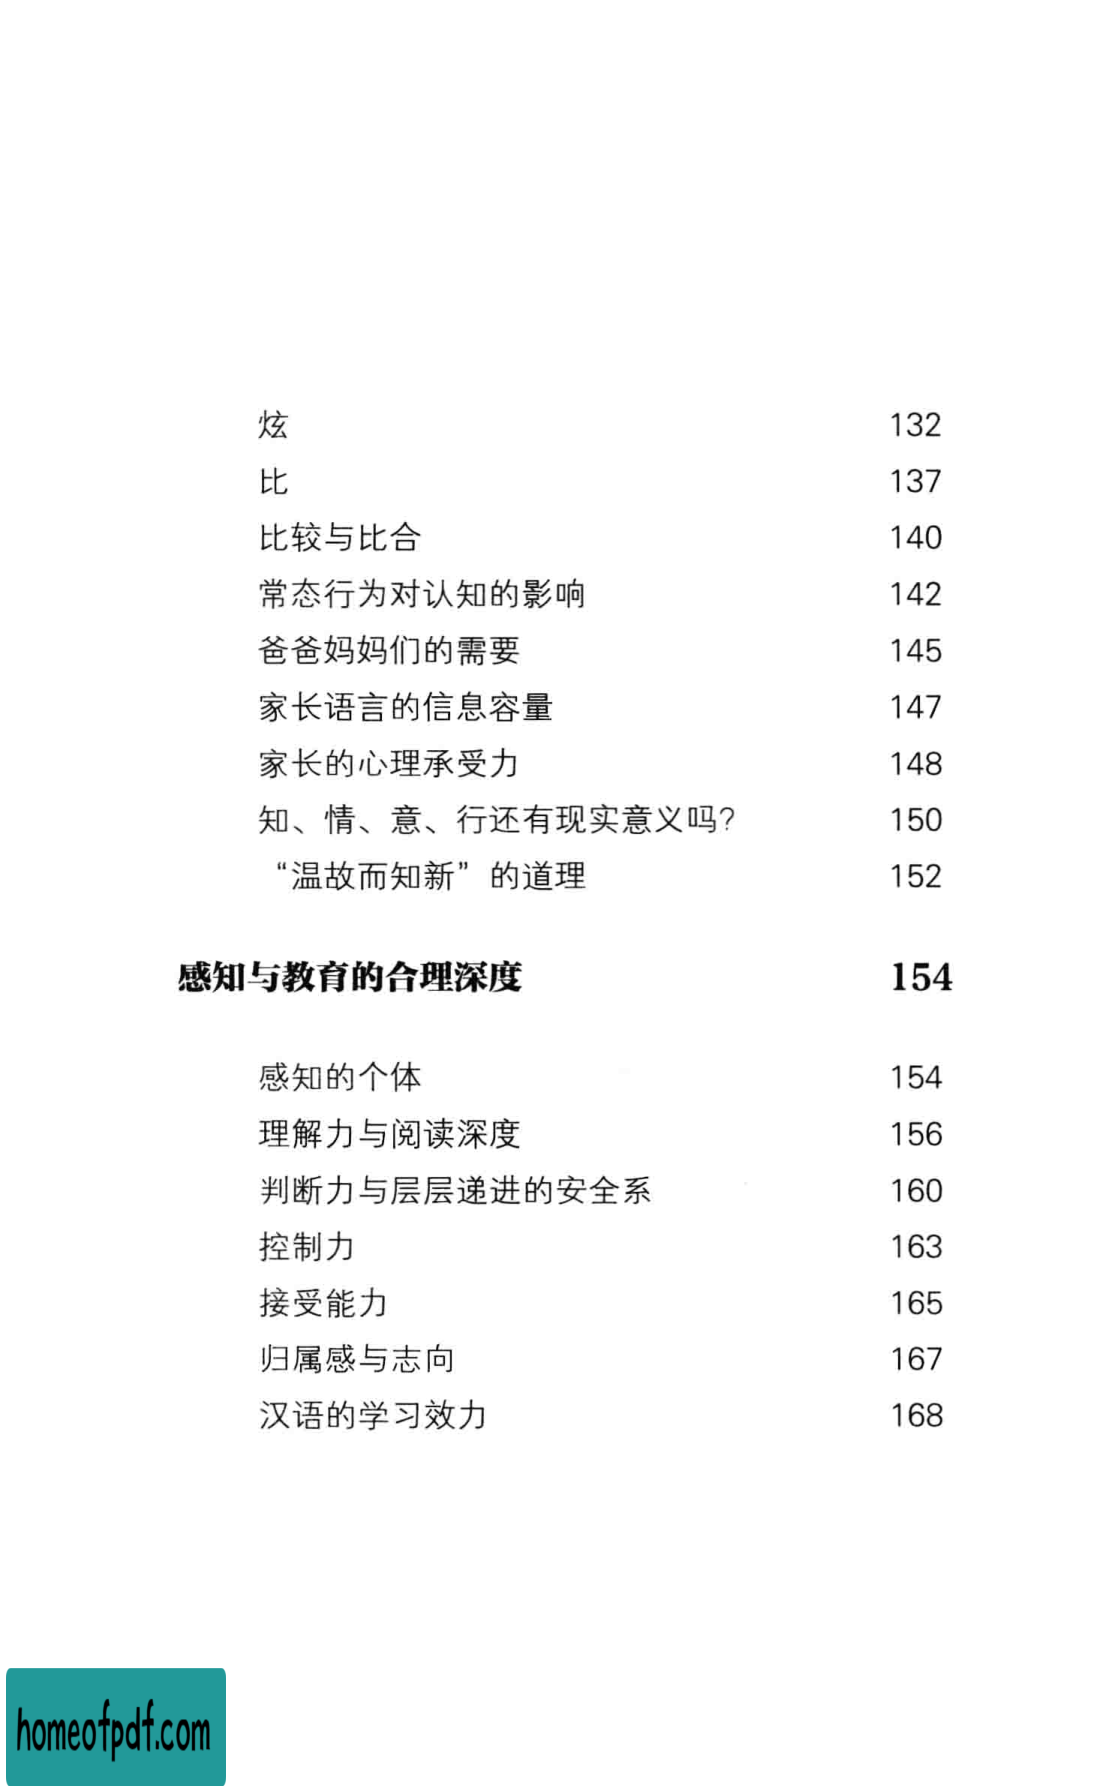 炫 132
比 137
比较与比合 140
常态行为对认知的影响 142
爸爸妈妈们的需要 145
家长语言的信息容量 147
家长的心理承受力 148
知、情、意、行还有现实意义吗? 150
“温故而知新”的道理 152
感知与教育的合理深度 154
感知的个体 154
理解力与阅读深度 156
判断力与层层递进的安全系 160
控制力 163
接受能力 165
归属感与志向 167
汉语的学习效力 168
homeofpdf.com